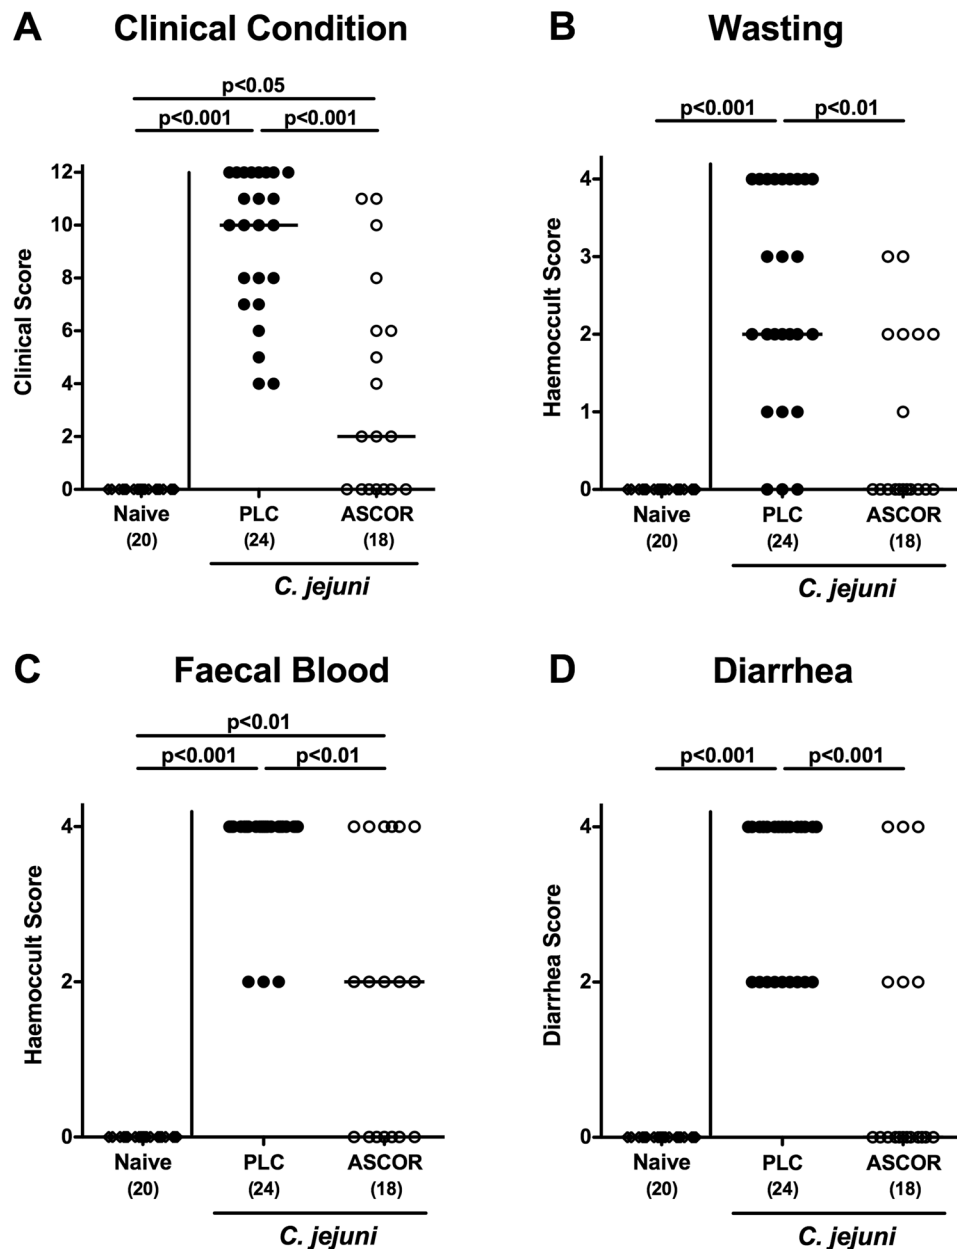 A Clinical Condition
p<0.05
p<0.001 p<0.001
Clinical Score
12
10
8
6
4
2
0
Naive PLC ASCOR
(20) (24) (18)
C. jejuni
B Wasting
p<0.001 p<0.01
Haemoccult Score
4
3
2
1
0
Naive PLC ASCOR
(20) (24) (18)
C. jejuni
C Faecal Blood
p<0.01
p<0.001 p<0.01
Haemoccult Score
4
2
0
Naive PLC ASCOR
(20) (24) (18)
C. jejuni
D Diarrhea
p<0.001 p<0.001
Diarrhea Score
4
2
0
Naive PLC ASCOR
(20) (24) (18)
C. jejuni